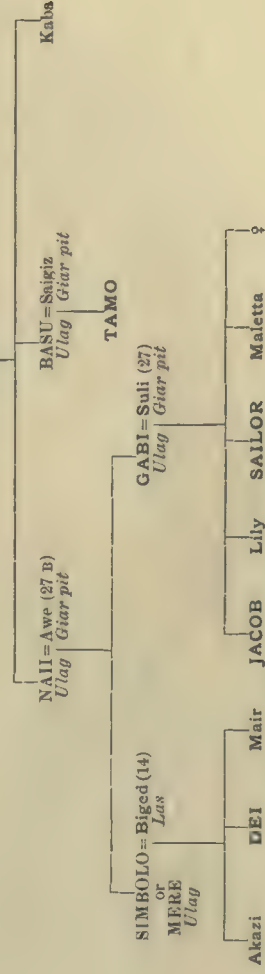 NAII = Awe (27 B)
Ulag Giar pit
BASU = Saigiz
Ulag Giar pit
Kaba
TAMO
SIMBOLO = Biged (14)
or Las
MERE
Ulag
GABI = Suli (27)
Ulag Giar pit
Akazi DEI Mair JACOB Lily SAILOR Maletta ♀